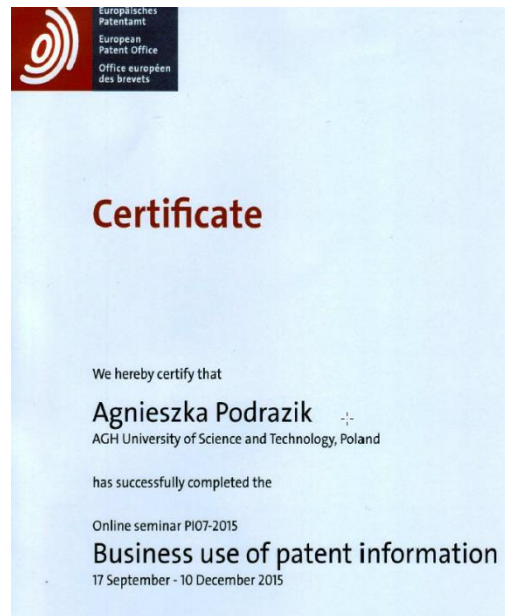 Europäisches
Patentamt
European
Patent Office
Office européen
des brevets
Certificate
We hereby certify that
Agnieszka Podrazik
AGH University of Science and Technology, Poland
has successfully completed the
Online seminar PI07-2015
Business use of patent information
17 September - 10 December 2015